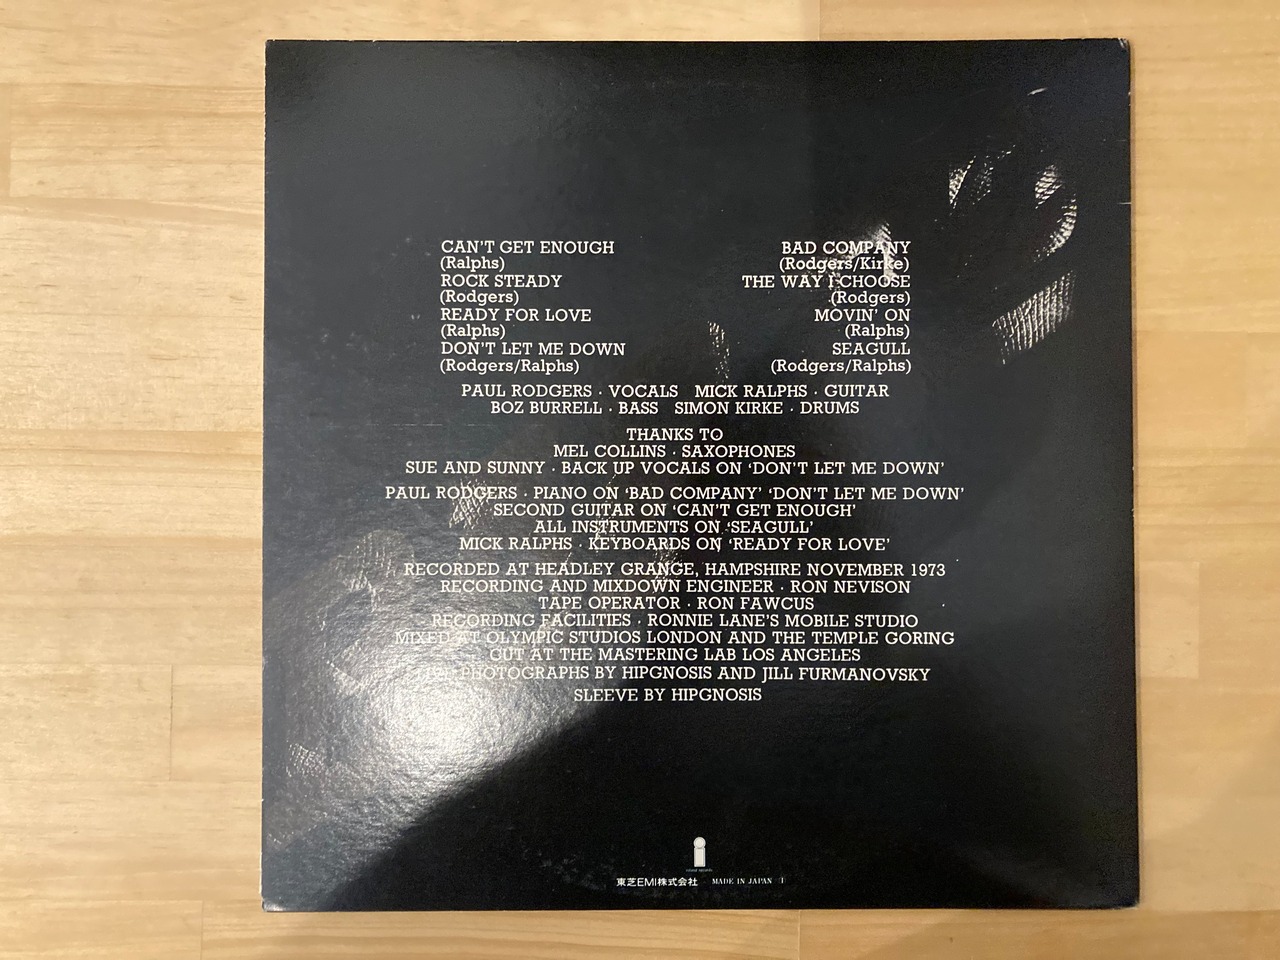 CAN'T GET ENOUGH
(Ralphs)
ROCK STEADY
(Rodgers)
READY FOR LOVE
(Ralphs)
DON'T LET ME DOWN
(Rodgers/Ralphs)
BAD COMPANY
(Rodgers/Kirke)
THE WAY I CHOOSE
(Rodgers)
MOVIN' ON
(Ralphs)
SEAGULL
(Rodgers/Ralphs)
PAUL RODGERS · VOCALS MICK RALPHS · GUITAR
BOZ BURRELL · BASS SIMON KIRKE · DRUMS
THANKS TO
MEL COLLINS · SAXOPHONES
SUE AND SUNNY · BACK UP VOCALS ON ‘DON'T LET ME DOWN’
PAUL RODGERS · PIANO ON ‘BAD COMPANY’ ‘DON'T LET ME DOWN’
SECOND GUITAR ON ‘CAN'T GET ENOUGH’
ALL INSTRUMENTS ON ‘SEAGULL’
MICK RALPHS · KEYBOARDS ON ‘READY FOR LOVE’
RECORDED AT HEADLEY GRANGE, HAMPSHIRE NOVEMBER 1973
RECORDING AND MIXDOWN ENGINEER · RON NEVISON
TAPE OPERATOR · RON FAWCUS
RECORDING FACILITIES · RONNIE LANE'S MOBILE STUDIO
MIXED AT OLYMPIC STUDIOS LONDON AND THE TEMPLE GORING
CUT AT THE MASTERING LAB LOS ANGELES
PHOTOGRAPHS BY HIPGNOSIS AND JILL FURMANOVSKY
SLEEVE BY HIPGNOSIS
東芝EMI株式会社 MADE IN JAPAN